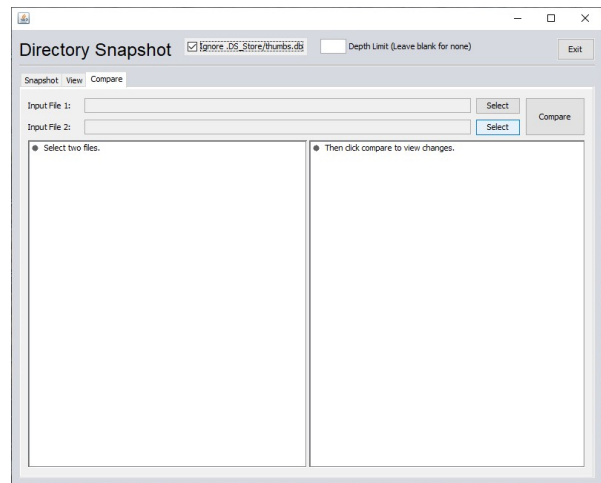 Directory Snapshot
Ignore .DS_Store/thumbs.db
Depth Limit (Leave blank for none)
Exit
Snapshot View Compare
Input File 1:
Select
Compare
Input File 2:
Select
Select two files.
Then click compare to view changes.